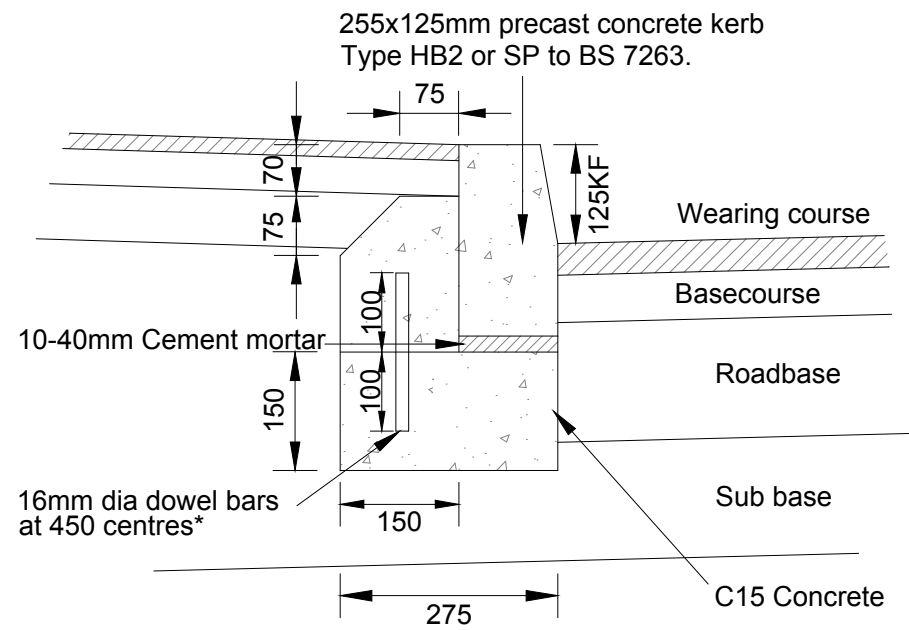 255x125mm precast concrete kerb
Type HB2 or SP to BS 7263.
75
70
125KF
Wearing course
75
Basecourse
100
10-40mm Cement mortar
Roadbase
100
150
16mm dia dowel bars
at 450 centres*
150
Sub base
C15 Concrete
275